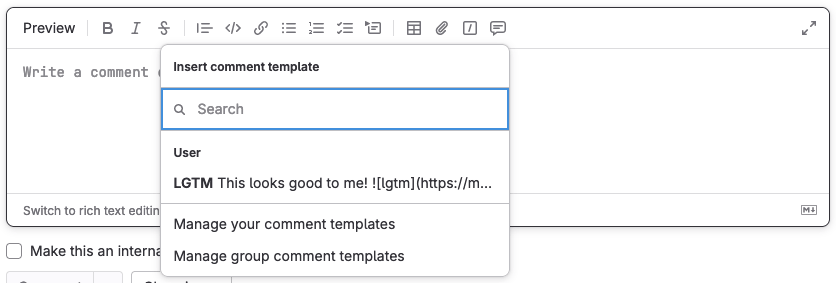 Preview
Insert comment template
Write a comment
Search
User
LGTM This looks good to me! ![lgtm](https://m...
Switch to rich text editin
Manage your comment templates
Make this an interna
Manage group comment templates